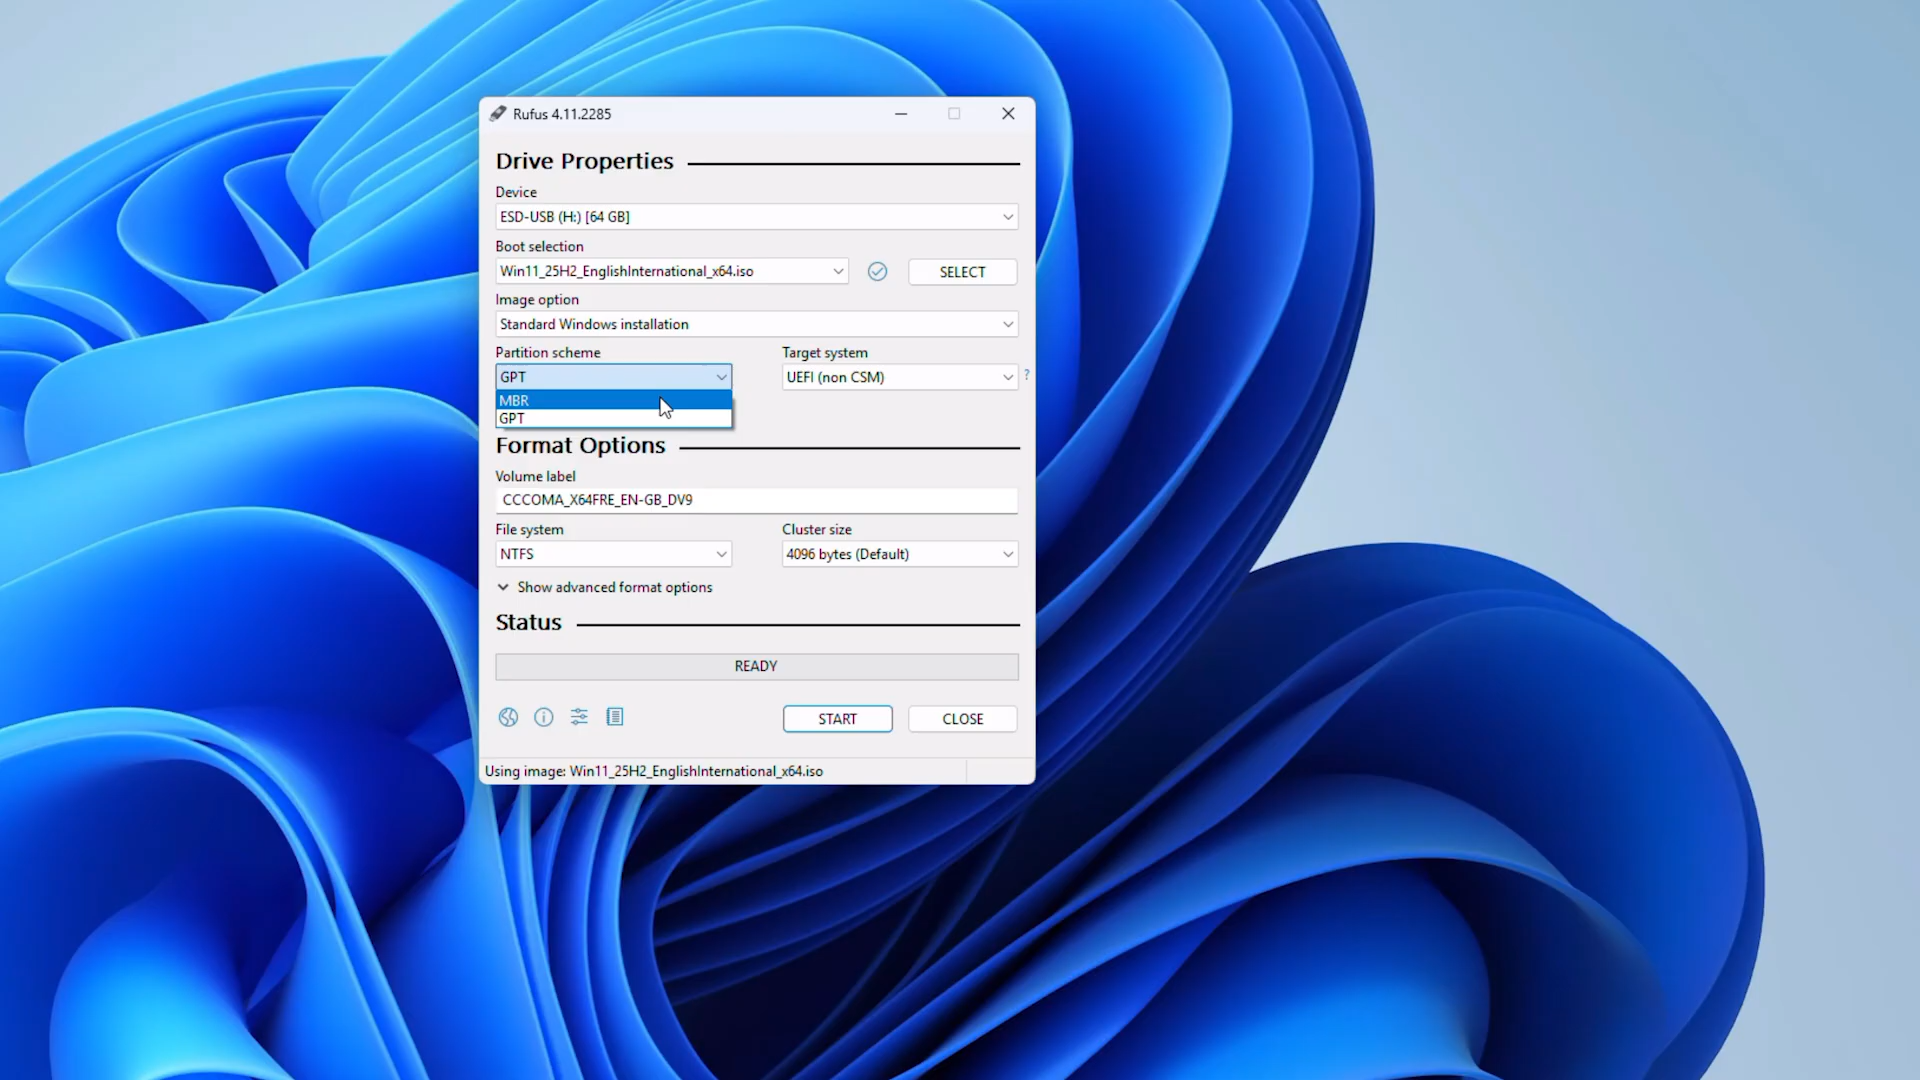 Rufus 4.11.2285
Drive Properties
Device
ESD-USB (H:) [64 GB]
Boot selection
Win11_25H2_EnglishInternational_x64.iso
SELECT
Image option
Standard Windows installation
Partition scheme
Target system
GPT
UEFI (non CSM)
?
MBR
GPT
Format Options
Volume label
CCCOMA_X64FRE_EN-GB_DV9
File system
Cluster size
NTFS
4096 bytes (Default)
Show advanced format options
Status
READY
START
CLOSE
Using image: Win11_25H2_EnglishInternational_x64.iso